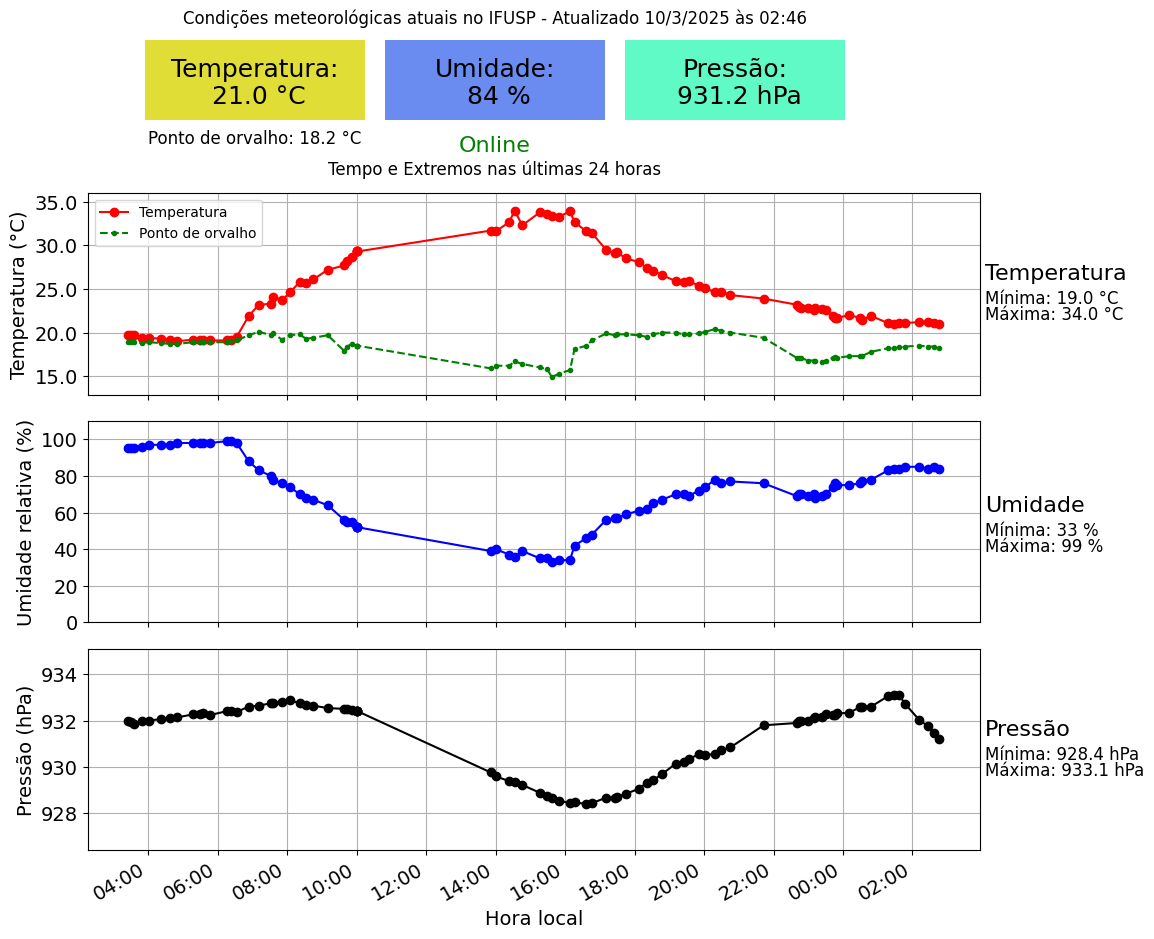 Condições meteorológicas atuais no IFUSP - Atualizado 10/3/2025 às 02:46
Temperatura:
21.0 °C
Umidade:
84 %
Pressão:
931.2 hPa
Ponto de orvalho: 18.2 °C
Online
Tempo e Extremos nas últimas 24 horas
Temperatura (°C)
35.0
30.0
25.0
20.0
15.0
Temperatura
Ponto de orvalho
Temperatura
Mínima: 19.0 °C
Máxima: 34.0 °C
Umidade relativa (%)
100
80
60
40
20
0
Umidade
Mínima: 33 %
Máxima: 99 %
Pressão (hPa)
934
932
930
928
Pressão
Mínima: 928.4 hPa
Máxima: 933.1 hPa
04:00 06:00 08:00 10:00 12:00 14:00 16:00 18:00 20:00 22:00 00:00 02:00
Hora local